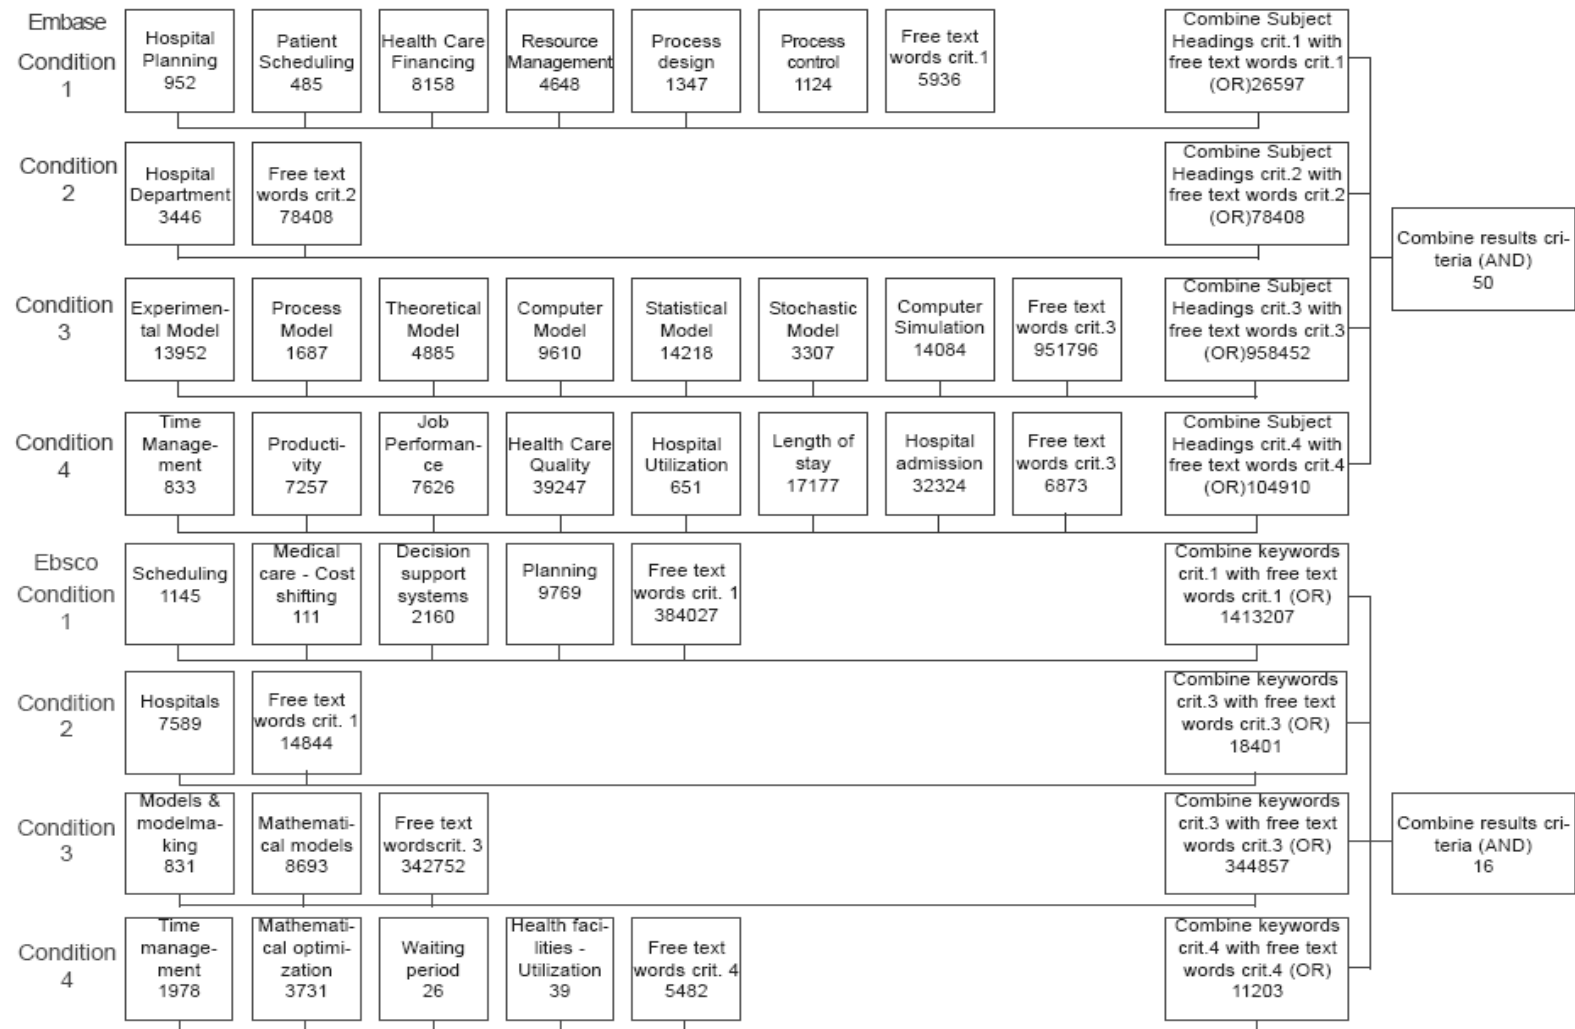 Embase
Condition
1
Hospital
Planning
952
Patient
Scheduling
485
Health Care
Financing
8158
Resource
Management
4648
Process
design
1347
Process
control
1124
Free text
words crit.1
5936
Combine Subject
Headings crit.1 with
free text words crit.1
(OR)26597
Condition
2
Hospital
Department
3446
Free text
words crit.2
78408
Combine Subject
Headings crit.2 with
free text words crit.2
(OR)78408
Combine results cri-
teria (AND)
50
Condition
3
Experimen-
tal Model
13952
Process
Model
1687
Theoretical
Model
4885
Computer
Model
9610
Statistical
Model
14218
Stochastic
Model
3307
Computer
Simulation
14084
Free text
words crit.3
951796
Combine Subject
Headings crit.3 with
free text words crit.3
(OR)958452
Condition
4
Time
Manage-
ment
833
Producti-
vity
7257
Job
Performan-
ce
7626
Health Care
Quality
39247
Hospital
Utilization
651
Length of
stay
17177
Hospital
admission
32324
Free text
words crit.3
6873
Combine Subject
Headings crit.4 with
free text words crit.4
(OR)104910
Ebsco
Condition
1
Scheduling
1145
Medical
care - Cost
shifting
111
Decision
support
systems
2160
Planning
9769
Free text
words crit. 1
384027
Combine keywords
crit.1 with free text
words crit.1 (OR)
1413207
Condition
2
Hospitals
7589
Free text
words crit. 1
14844
Combine keywords
crit.3 with free text
words crit.3 (OR)
18401
Condition
3
Models &
modelma-
king
831
Mathemati-
cal models
8693
Free text
wordscrit. 3
342752
Combine keywords
crit.3 with free text
words crit.3 (OR)
344857
Combine results cri-
teria (AND)
16
Condition
4
Time
manage-
ment
1978
Mathemati-
cal optimi-
zation
3731
Waiting
period
26
Health faci-
lities -
Utilization
39
Free text
words crit. 4
5482
Combine keywords
crit.4 with free text
words crit.4 (OR)
11203